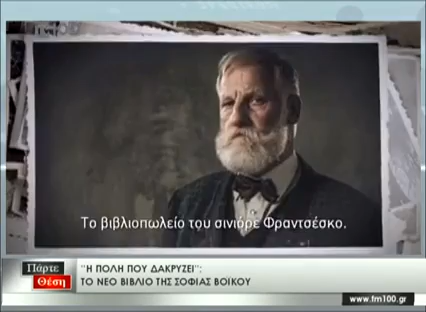 FM100
Το βιβλιοπωλείο του σινιόρε Φραντσέσκο.
Πάρτε
Θέση
"Η ΠΟΛΗ ΠΟΥ ΔΑΚΡΥΖΕΙ":
ΤΟ ΝΕΟ ΒΙΒΛΙΟ ΤΗΣ ΣΟΦΙΑΣ ΒΟΪΚΟΥ
www.fm100.gr